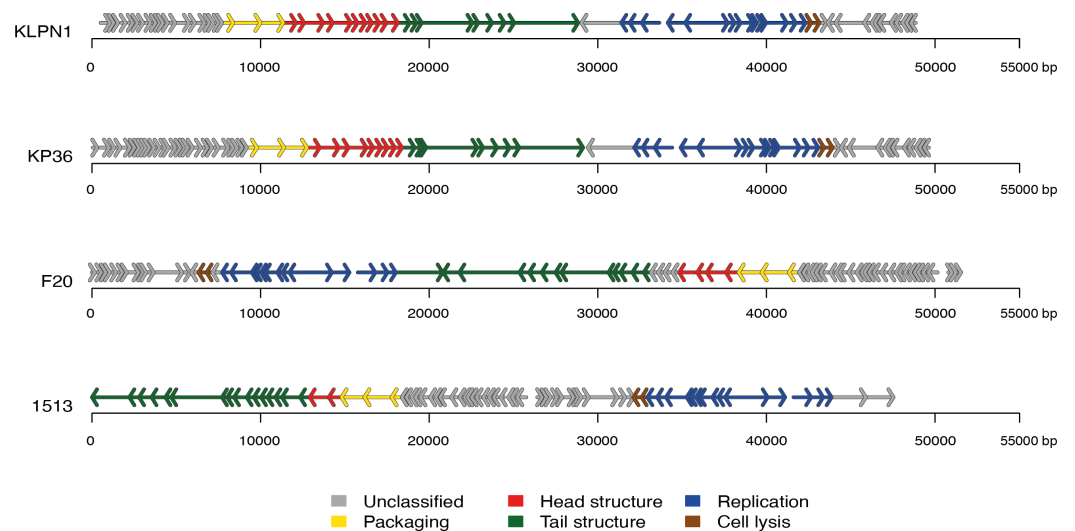 KLPN1
0 10000 20000 30000 40000 50000 55000 bp
KP36
0 10000 20000 30000 40000 50000 55000 bp
F20
0 10000 20000 30000 40000 50000 55000 bp
1513
0 10000 20000 30000 40000 50000 55000 bp
Unclassified Head structure Replication
Packaging Tail structure Cell lysis